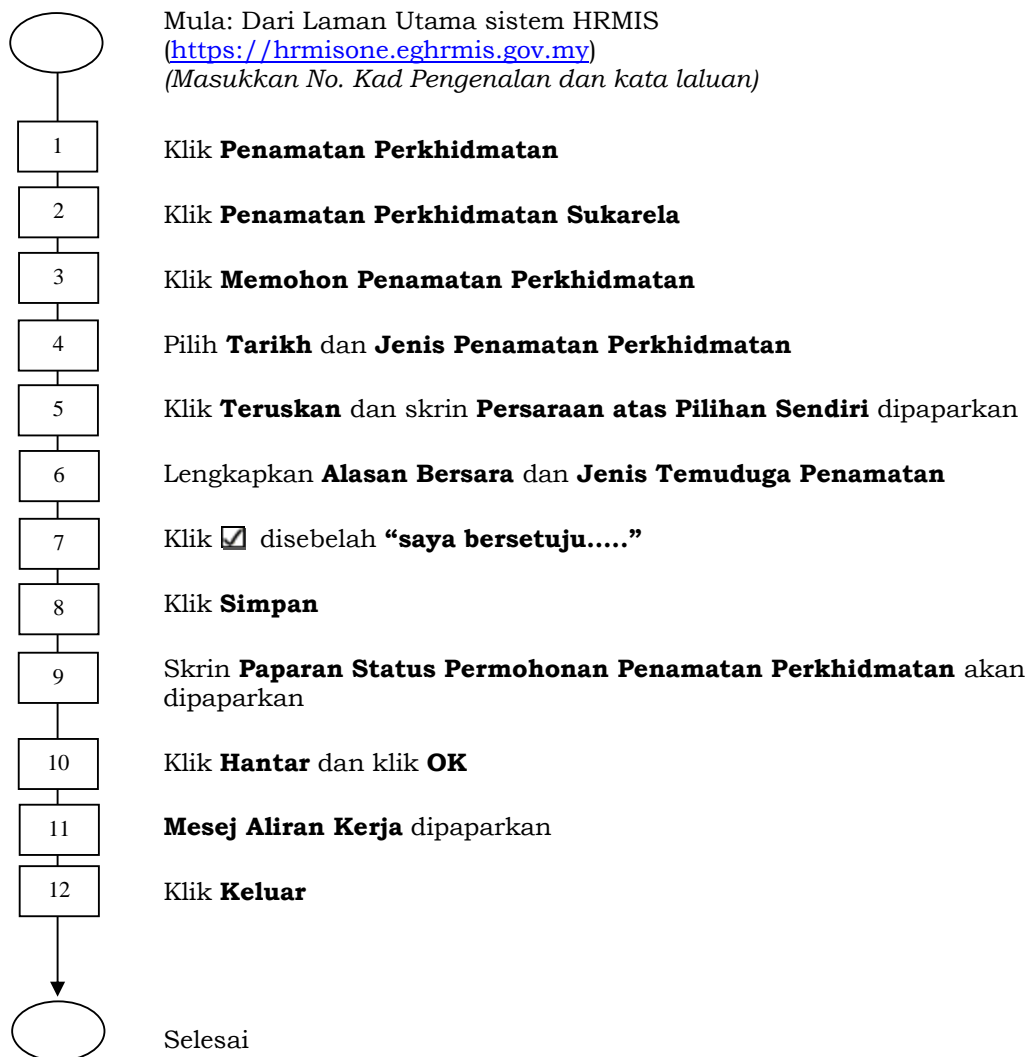 Mula: Dari Laman Utama sistem HRMIS
(https://hrmisone.eghrmis.gov.my)
(Masukkan No. Kad Pengenalan dan kata laluan)
1
Klik Penamatan Perkhidmatan
2
Klik Penamatan Perkhidmatan Sukarela
3
Klik Memohon Penamatan Perkhidmatan
4
Pilih Tarikh dan Jenis Penamatan Perkhidmatan
5
Klik Teruskan dan skrin Persaraan atas Pilihan Sendiri dipaparkan
6
Lengkapkan Alasan Bersara dan Jenis Temuduga Penamatan
7
Klik ☑ disebelah “saya bersetuju.....”
8
Klik Simpan
9
Skrin Paparan Status Permohonan Penamatan Perkhidmatan akan
dipaparkan
10
Klik Hantar dan klik OK
11
Mesej Aliran Kerja dipaparkan
12
Klik Keluar
Selesai